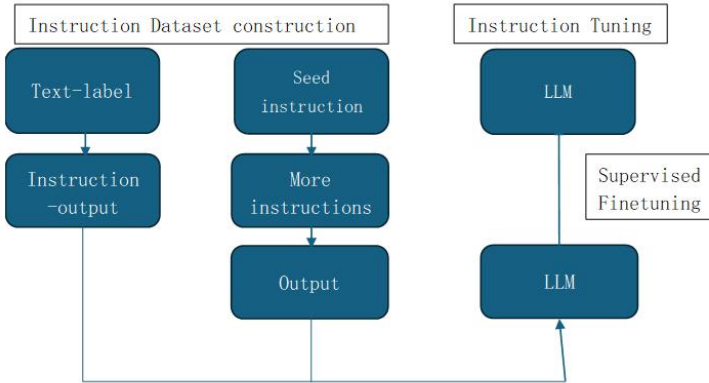 Instruction Dataset construction
Instruction Tuning
Text-label
Seed
instruction
LLM
Instruction
-output
More
instructions
Supervised
Finetuning
Output
LLM